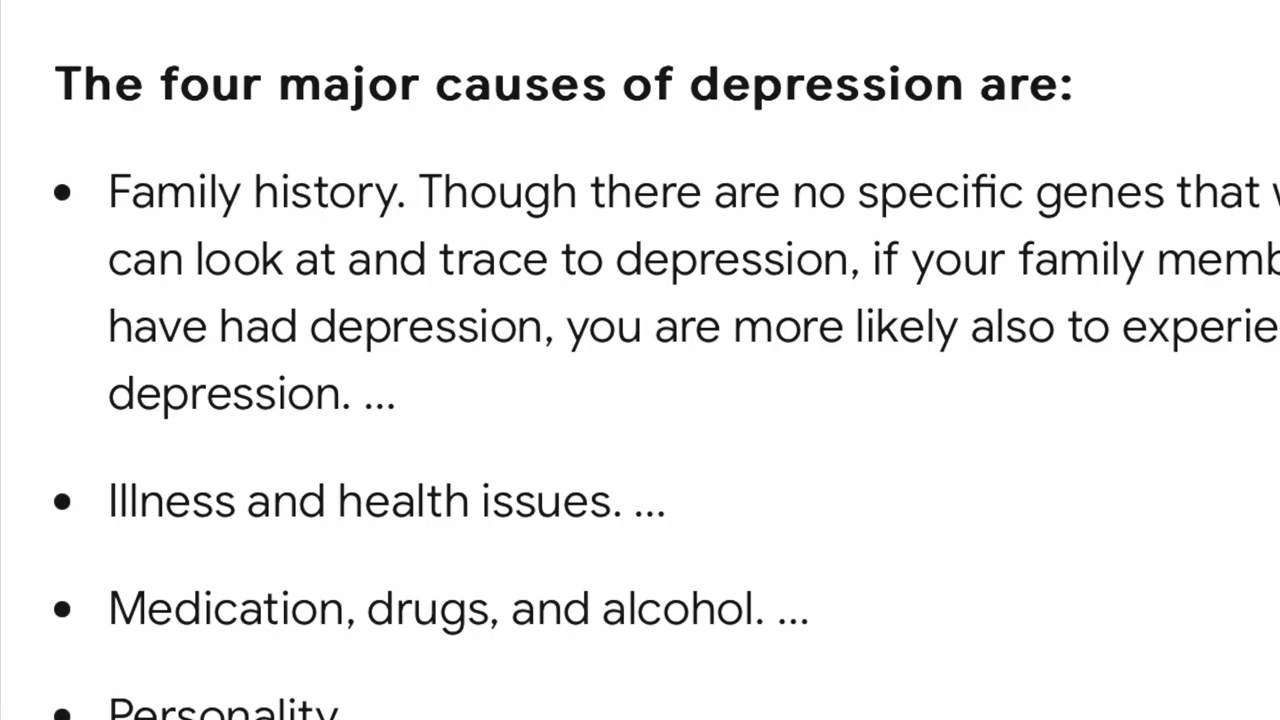 The four major causes of depression are:
• Family history. Though there are no specific genes that
can look at and trace to depression, if your family
have had depression, you are more likely also to
depression. ...
• Illness and health issues. ...
• Medication, drugs, and alcohol. ...
• Personality